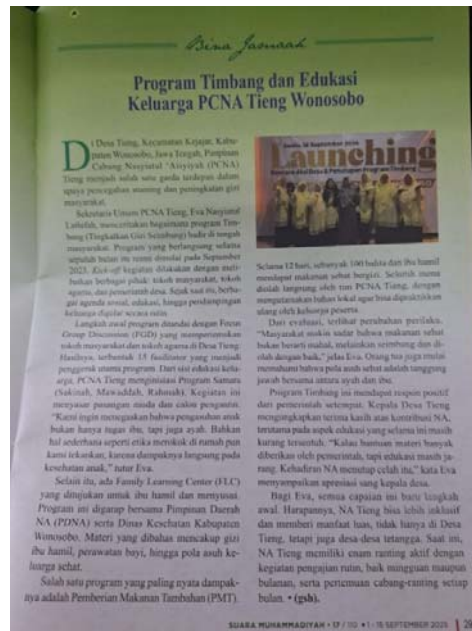 Bina Jamaah
Program Timbang dan Edukasi
Keluarga PCNA Tieng Wonosobo
Di Desa Tieng, Kecamatan Kejajar, Kabu-
paten Wonosobo, Jawa Tengah, Pimpinan
Cabang Nasyiatul 'Aisyiyah (PCNA)
Tieng menjadi salah satu garda terdepan dalam
upaya pencegahan stunting dan peningkatan gizi
masyarakat.
Sekretaris Umum PCNA Tieng, Eva Nasyiatul
Latiefah, menceritakan bagaimana program Tim-
bang (Tingkatkan Gizi Seimbang) hadir di tengah
masyarakat. Program yang berlangsung selama
sepuluh bulan ini resmi dimulai pada September
2023. Kick-off kegiatan dilakukan dengan meli-
batkan berbagai pihak: tokoh masyarakat, tokoh
agama, dan pemerintah desa. Sejak saat itu, berba-
gai agenda sosial, edukasi, hingga pendampingan
keluarga digelar secara rutin.
Langkah awal program ditandai dengan Focus
Group Discussion (FGD) yang mempertemukan
tokoh masyarakat dan tokoh agama di Desa Tieng.
Hasilnya, terbentuk 15 fasilitator yang menjadi
penggerak utama program. Dari sisi edukasi kelu-
arga, PCNA Tieng menginisiasi Program Samara
(Sakinah, Mawaddah, Rahmah). Kegiatan ini
menyasar pasangan muda dan calon pengantin.
"Kami ingin menegaskan bahwa pengasuhan anak
bukan hanya tugas ibu, tapi juga ayah. Bahkan
hal sederhana seperti etika merokok di rumah pun
kami tekankan, karena dampaknya langsung pada
kesehatan anak," tutur Eva.
Selain itu, ada Family Learning Center (FLC)
yang ditujukan untuk ibu hamil dan menyusui.
Program ini digarap bersama Pimpinan Daerah
NA (PDNA) serta Dinas Kesehatan Kabupaten
Wonosobo. Materi yang dibahas mencakup gizi
ibu hamil, perawatan bayi, hingga pola asuh ke-
luarga sehat.
Salah satu program yang paling nyata dampak-
nya adalah Pemberian Makanan Tambahan (PMT).
Launching
Selama 12 hari, sebanyak 100 balita dan ibu hamil
mendapat makanan sehat bergizi. Seluruh menu
diolah langsung oleh tim PCNA Tieng, dengan
mengutamakan bahan lokal agar bisa dipraktikkan
ulang oleh keluarga peserta.
Dari evaluasi, terlihat perubahan perilaku.
"Masyarakat makin sadar bahwa makanan sehat
bukan berarti mahal, melainkan seimbang dan di-
olah dengan baik," jelas Eva. Orang tua juga mulai
memahami bahwa pola asuh sehat adalah tanggung
jawab bersama antara ayah dan ibu.
Program Timbang ini mendapat respon positif
dari pemerintah setempat. Kepala Desa Tieng
mengungkapkan terima kasih atas kontribusi NA,
terutama pada aspek edukasi yang selama ini masih
kurang tersentuh. "Kalau bantuan materi banyak
diberikan oleh pemerintah, tapi edukasi masih ja-
rang. Kehadiran NA menutup celah itu," kata Eva
menyampaikan apresiasi sang kepala desa.
Bagi Eva, semua capaian ini baru langkah
awal. Harapannya, NA Tieng bisa lebih inklusif
dan memberi manfaat luas, tidak hanya di Desa
Tieng, tetapi juga desa-desa tetangga. Saat ini,
NA Tieng memiliki enam ranting aktif dengan
kegiatan pengajian rutin, baik mingguan maupun
bulanan, serta pertemuan cabang-ranting setiap
bulan. • (gsh).
SUARA MUHAMMADIYAH • 17 / 110 • 1 - 15 SEPTEMBER 2025